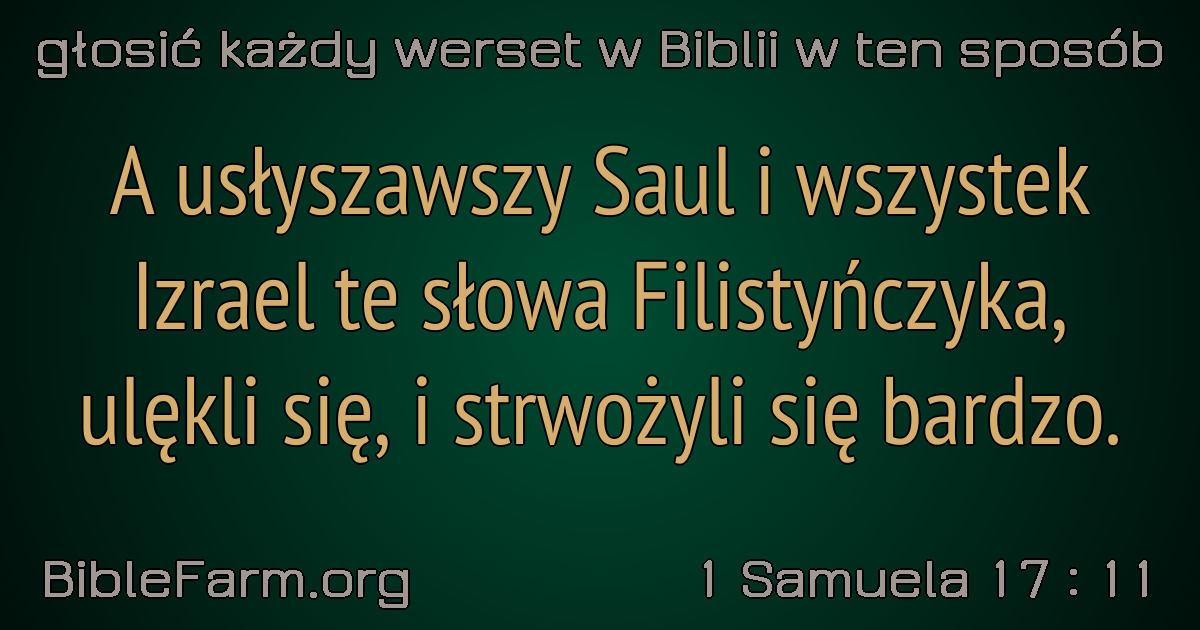 głosić każdy werset w Biblii w ten sposób
A usłyszawszy Saul i wszystek
Izrael te słowa Filistyńczyka,
ulękli się, i strwożyli się bardzo.
BibleFarm.org
1 Samuela 17 : 11